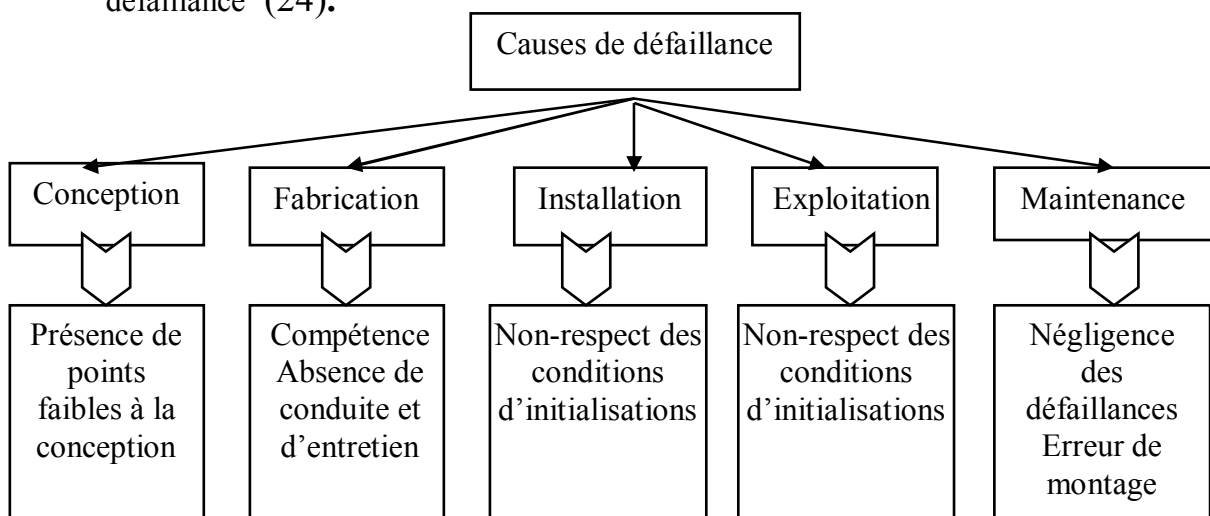 défaillance (24).
Causes de défaillance
Conception
Fabrication
Installation
Exploitation
Maintenance
Présence de
points
faibles à la
conception
Compétence
Absence de
conduite et
d’entretien
Non-respect des
conditions
d’initialisations
Non-respect des
conditions
d’initialisations
Négligence
des
défaillances
Erreur de
montage